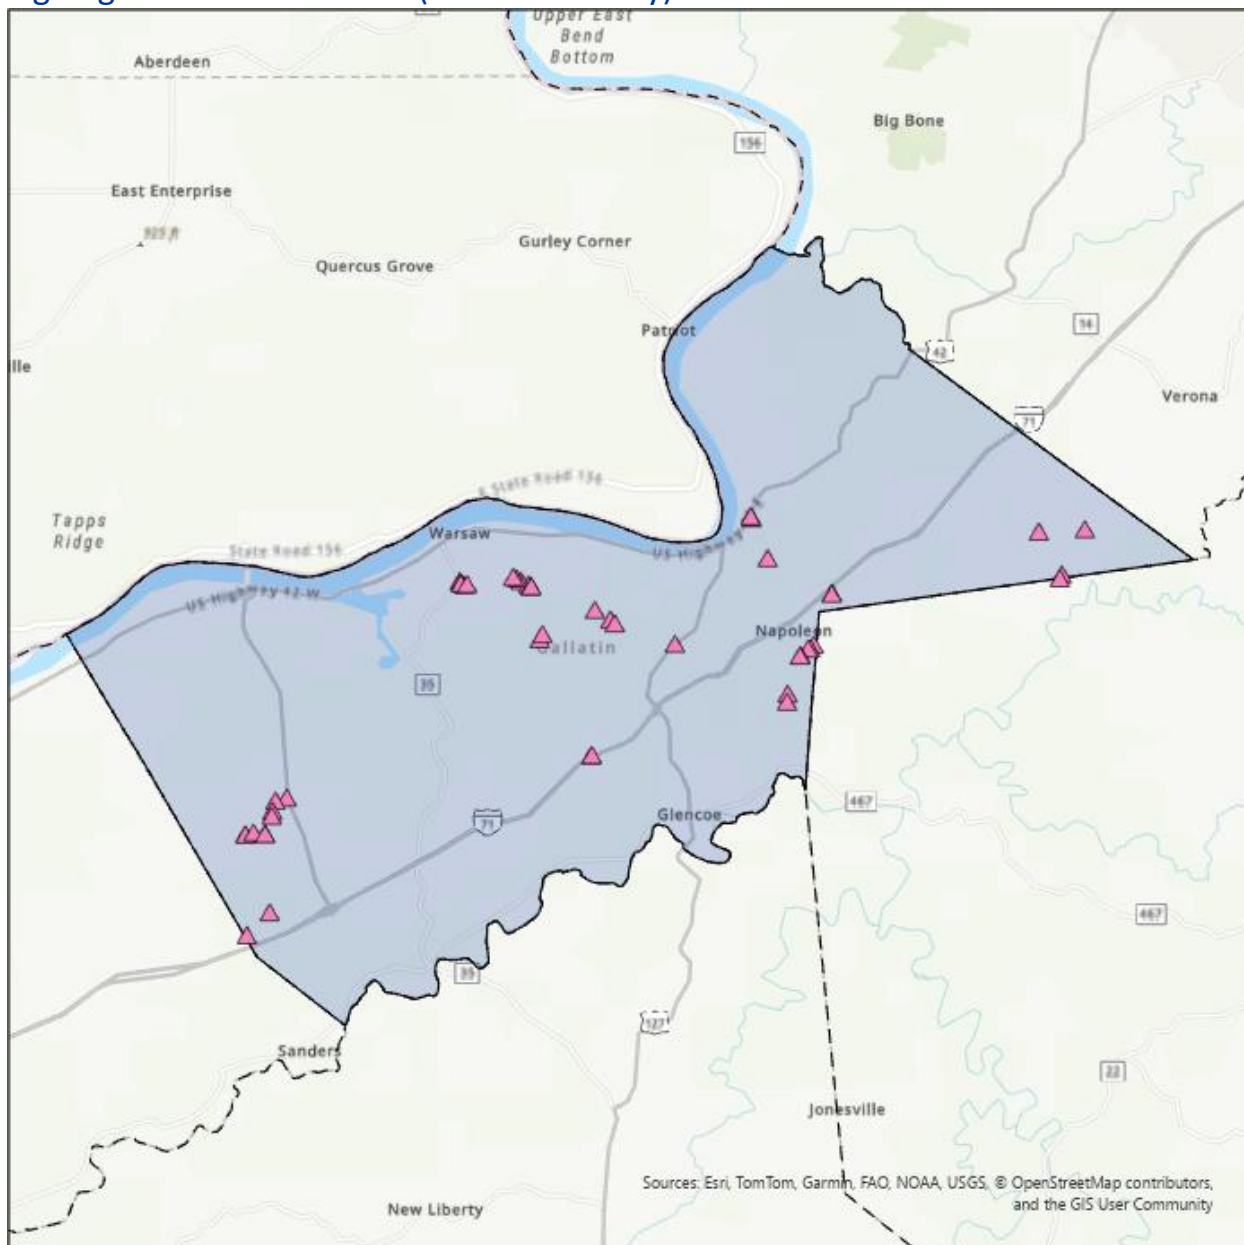 Upper East
Bend
Bottom
Aberdeen
Big Bone
156
East Enterprise
925 ft
Gurley Corner
Quercus Grove
Patriot
14
42
lle
Verona
71
E State Road 156
Tapps
Ridge
Warsaw
State Road 156
US Highway
US Highway 42 W
Napoleon
Gallatin
35
467
Glencoe
71
467
35
127
Sanders
22
Jonesville
Sources: Esri, TomTom, Garmin, FAO, NOAA, USGS, © OpenStreetMap contributors,
and the GIS User Community
New Liberty